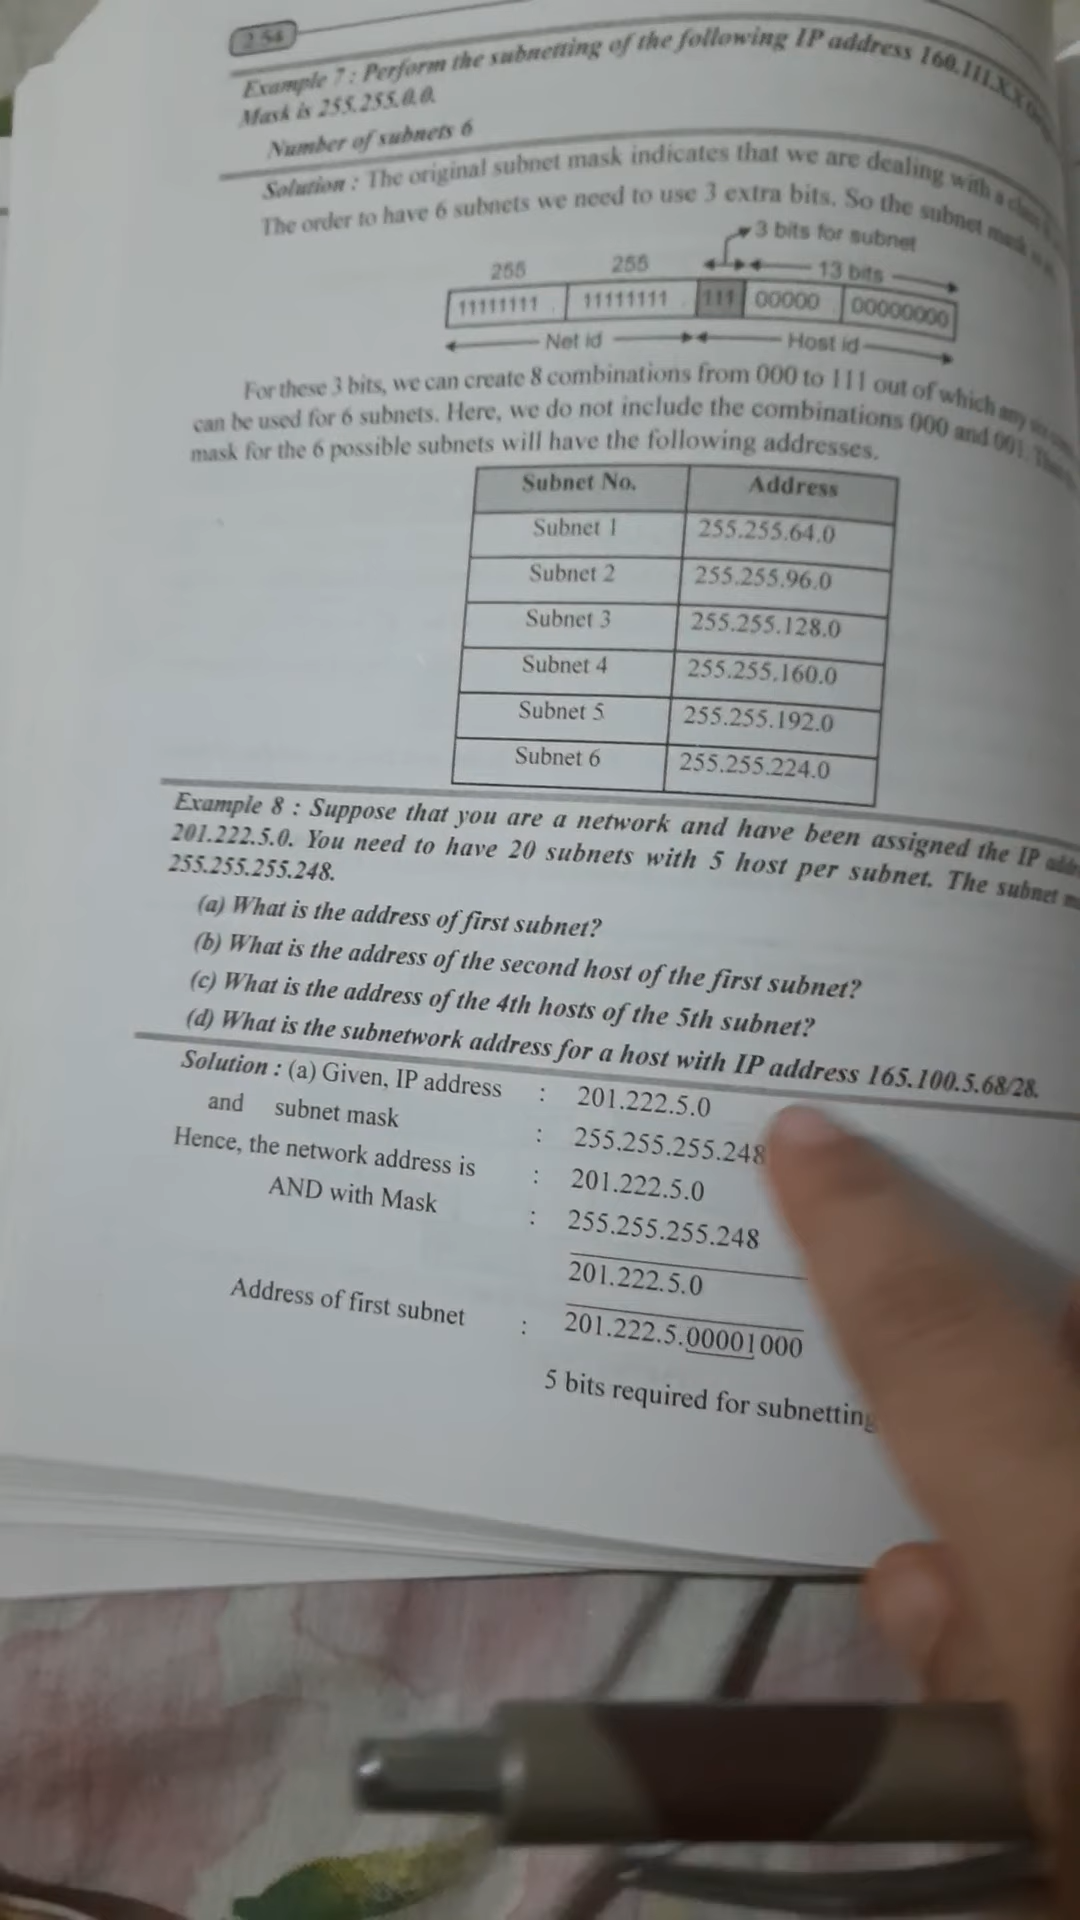 2.54
Example 7 : Perform the subnetting of the following IP address 160.111.X.X
Mask is 255.255.0.0.
Number of subnets 6
Solution : The original subnet mask indicates that we are dealing with a class
The order to have 6 subnets we need to use 3 extra bits. So the subnet mask
3 bits for subnet
255 255 13 bits
11111111 . 11111111 . 111 00000 . 00000000
Net id Host id
For these 3 bits, we can create 8 combinations from 000 to 111 out of which any
can be used for 6 subnets. Here, we do not include the combinations 000 and 001.
mask for the 6 possible subnets will have the following addresses.
Subnet No. Address
Subnet 1 255.255.64.0
Subnet 2 255.255.96.0
Subnet 3 255.255.128.0
Subnet 4 255.255.160.0
Subnet 5 255.255.192.0
Subnet 6 255.255.224.0
Example 8 : Suppose that you are a network and have been assigned the IP
201.222.5.0. You need to have 20 subnets with 5 host per subnet. The subnet
255.255.255.248.
(a) What is the address of first subnet?
(b) What is the address of the second host of the first subnet?
(c) What is the address of the 4th hosts of the 5th subnet?
(d) What is the subnetwork address for a host with IP address 165.100.5.68/28.
Solution : (a) Given, IP address : 201.222.5.0
and subnet mask : 255.255.255.248
Hence, the network address is : 201.222.5.0
AND with Mask : 255.255.255.248
201.222.5.0
Address of first subnet : 201.222.5.00001000
5 bits required for subnetting